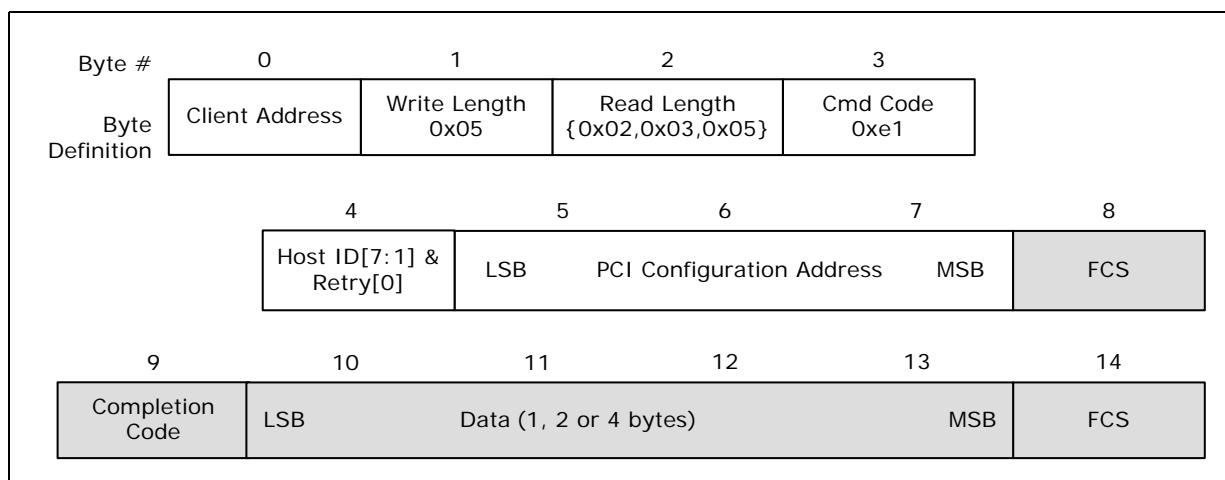 Byte # 0 1 2 3
Byte Definition
Client Address
Write Length
0x05
Read Length
{0x02,0x03,0x05}
Cmd Code
0xe1
4 5 6 7 8
Host ID[7:1] &
Retry[0]
LSB PCI Configuration Address MSB
FCS
9 10 11 12 13 14
Completion
Code
LSB Data (1, 2 or 4 bytes) MSB
FCS